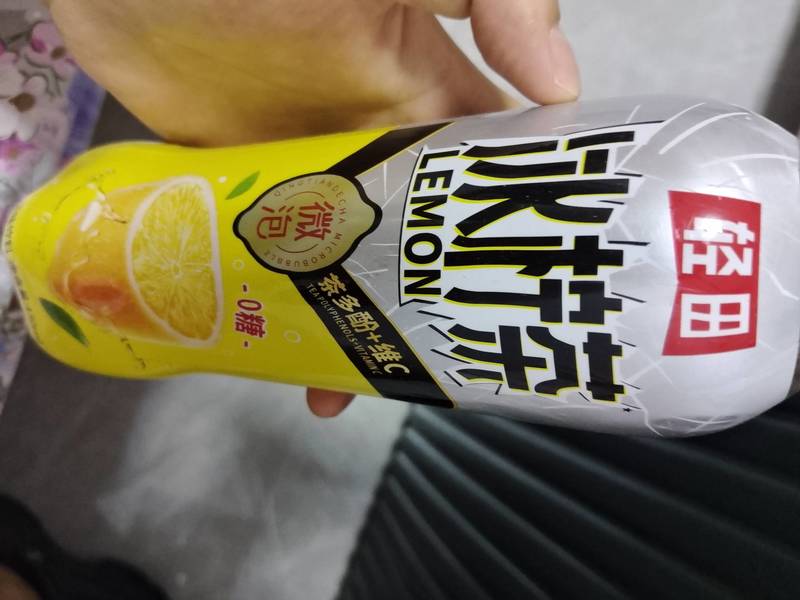 轻田
冰柠茶
LEMON
茶多酚+维C
TEA POLYPHENOLS+VITAMIN C
QINGTIANDECHA MICROBUBBLE
微泡
-0糖-